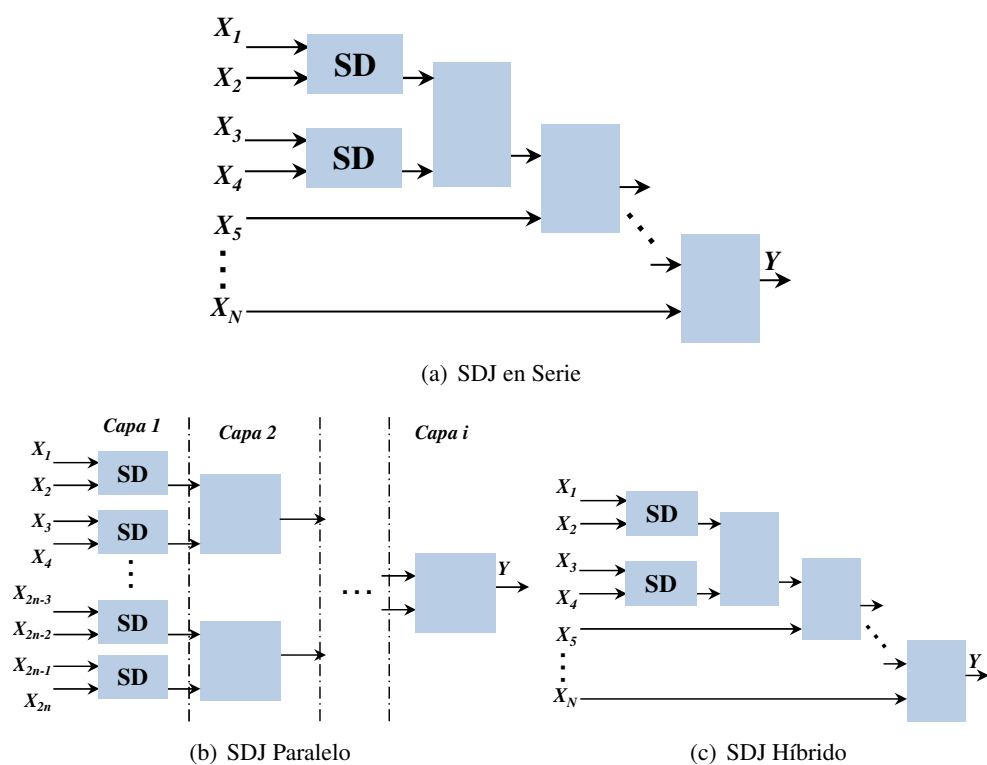 X1
X2
SD
X3
X4
SD
X5
XN
Y
(a) SDJ en Serie
Capa 1
Capa 2
Capa i
X1
X2
SD
X3
X4
SD
X2n-3
X2n-2
SD
X2n-1
X2n
SD
Y
(b) SDJ Paralelo
X1
X2
SD
X3
X4
SD
X5
XN
Y
(c) SDJ Híbrido